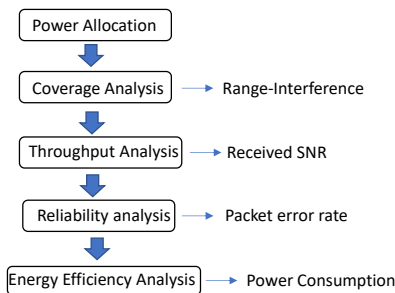 Power Allocation
Coverage Analysis
Range-Interference
Throughput Analysis
Received SNR
Reliability analysis
Packet error rate
Energy Efficiency Analysis
Power Consumption